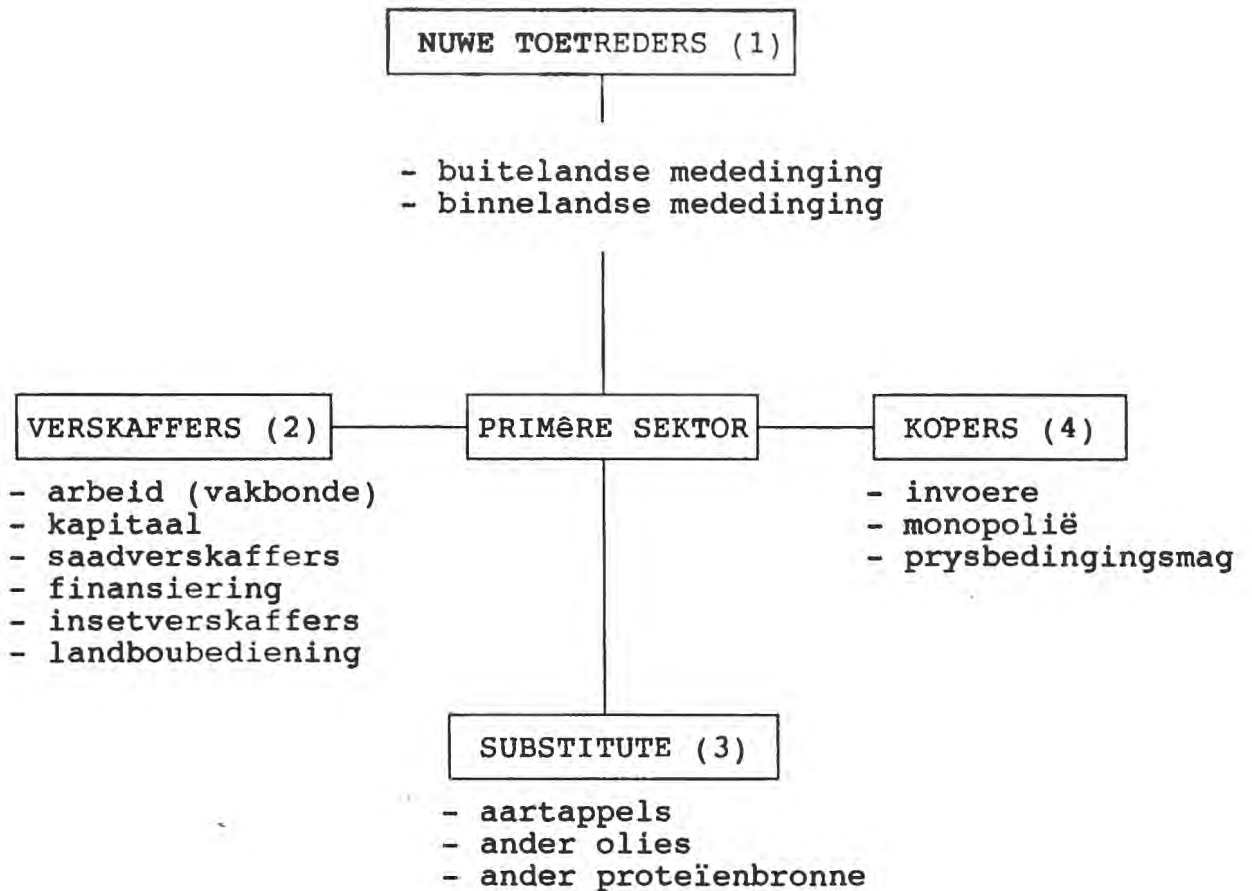 NUWE TOETREDERS (1)
- buitelandse mededinging
- binnelandse mededinging
VERSKAFFERS (2)
PRIMêRE SEKTOR
KOPERS (4)
- arbeid (vakbonde)
- kapitaal
- saadverskaffers
- finansiering
- insetverskaffers
- landboubediening
- invoere
- monopolië
- prysbedingingsmag
SUBSTITUTE (3)
- aartappels
- ander olies
- ander proteïenbronne